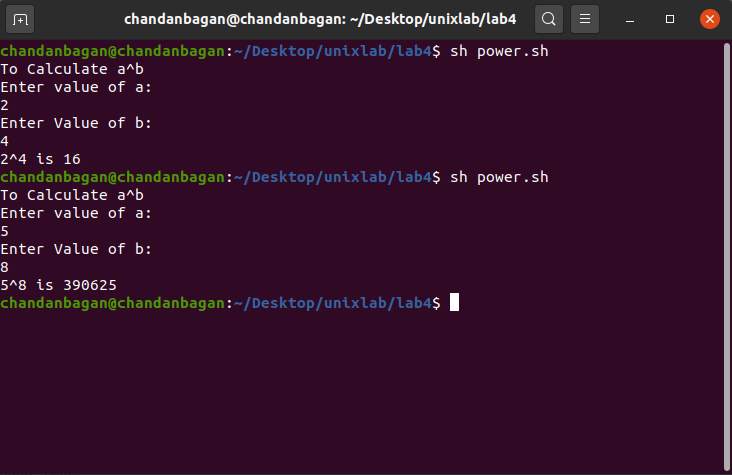 chandanbagan@chandanbagan: ~/Desktop/unixlab/lab4
chandanbagan@chandanbagan:~/Desktop/unixlab/lab4$ sh power.sh
To Calculate a^b
Enter value of a:
2
Enter Value of b:
4
2^4 is 16
chandanbagan@chandanbagan:~/Desktop/unixlab/lab4$ sh power.sh
To Calculate a^b
Enter value of a:
5
Enter Value of b:
8
5^8 is 390625
chandanbagan@chandanbagan:~/Desktop/unixlab/lab4$